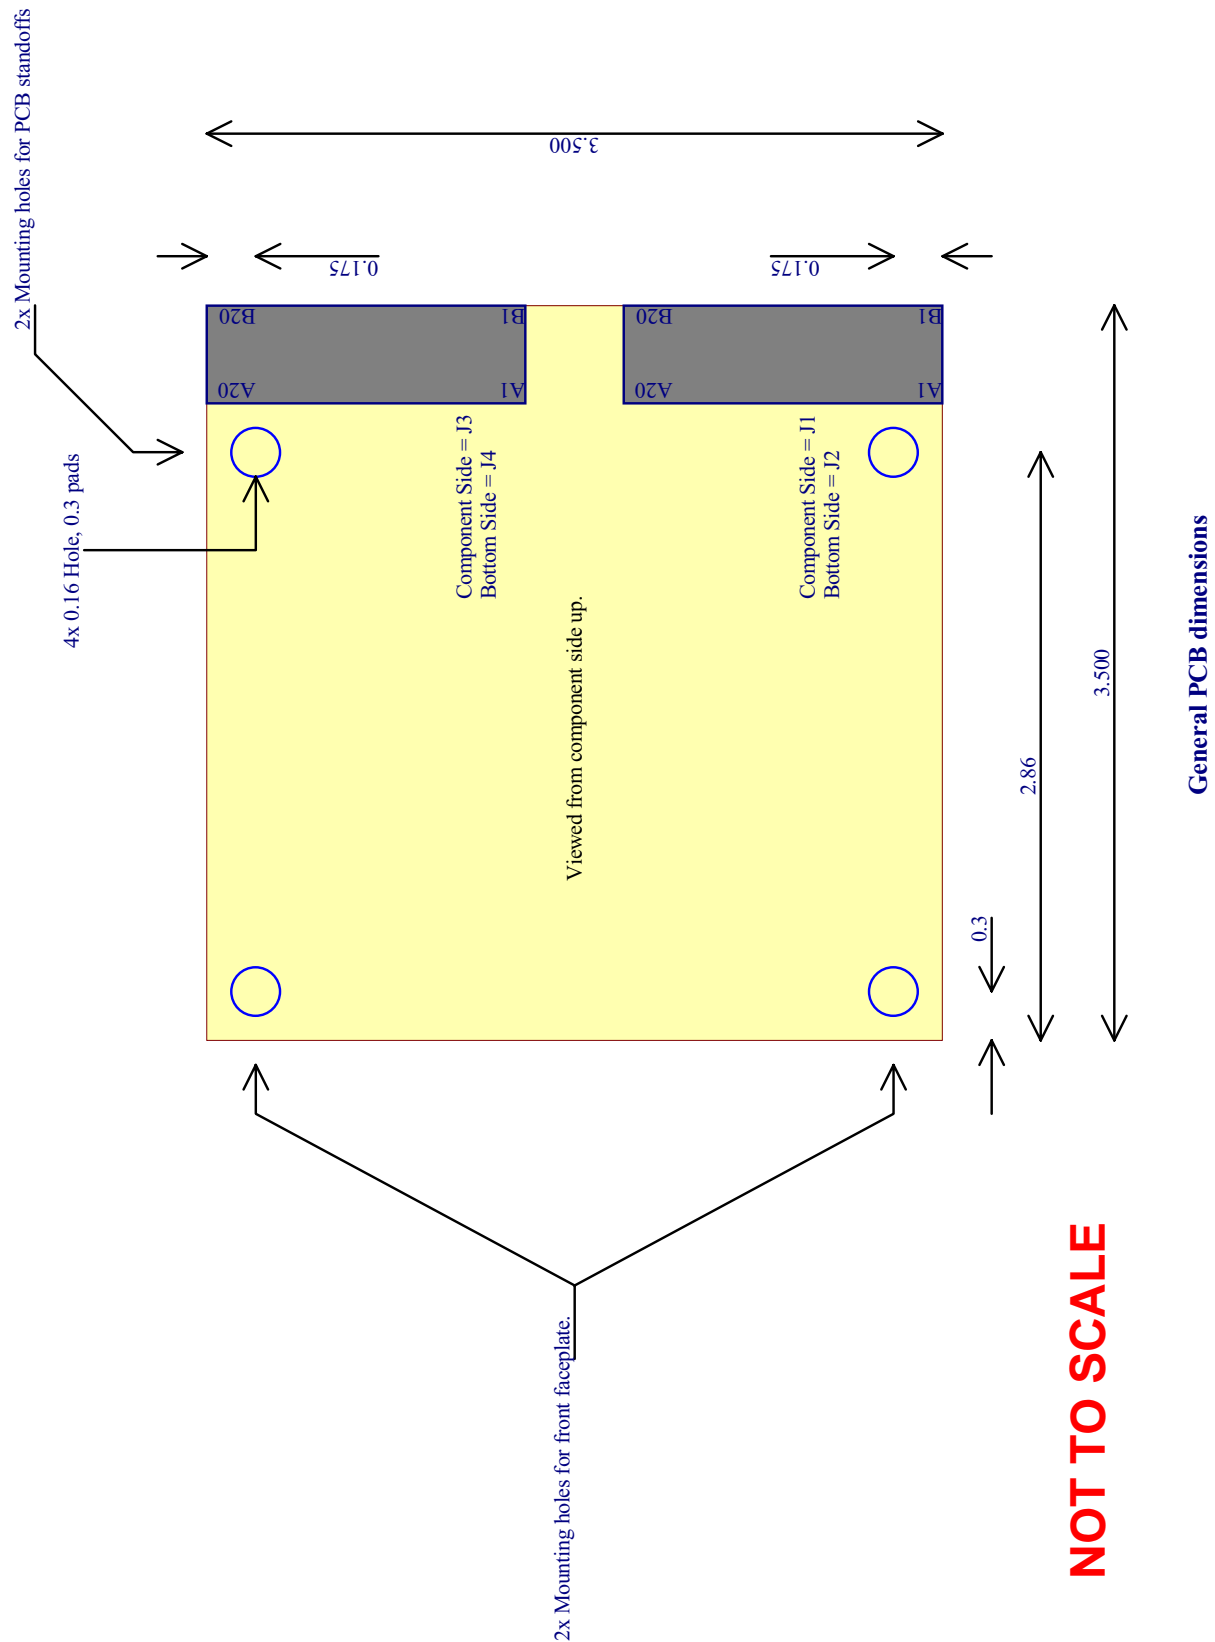 2x Mounting holes for PCB standoffs
4x 0.16 Hole, 0.3 pads
3.500
0.175
0.175
B20
B1
B20
B1
A20
A1
A20
A1
Component Side = J3
Bottom Side = J4
Component Side = J1
Bottom Side = J2
Viewed from component side up.
0.3
2.86
3.500
General PCB dimensions
2x Mounting holes for front faceplate.
NOT TO SCALE